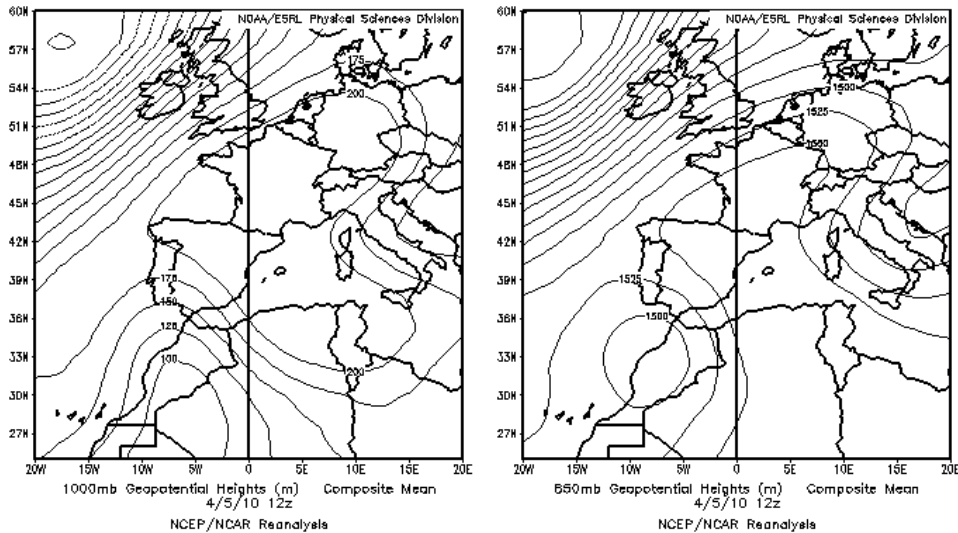 NOAA/ESRL Physical Sciences Division
60N
57N
54N
51N
48N
45N
42N
39N
36N
33N
30N
27N
175
200
175
150
125
100
200
20W 15W 10W 5W 0 5E 10E 15E 20E
1000mb Geopotential Heights (m) Composite Mean
4/5/10 12z
NCEP/NCAR Reanalysis
NOAA/ESRL Physical Sciences Division
60N
57N
54N
51N
48N
45N
42N
39N
36N
33N
30N
27N
1500
1525
1550
1525
1500
20W 15W 10W 5W 0 5E 10E 15E 20E
850mb Geopotential Heights (m) Composite Mean
4/5/10 12z
NCEP/NCAR Reanalysis